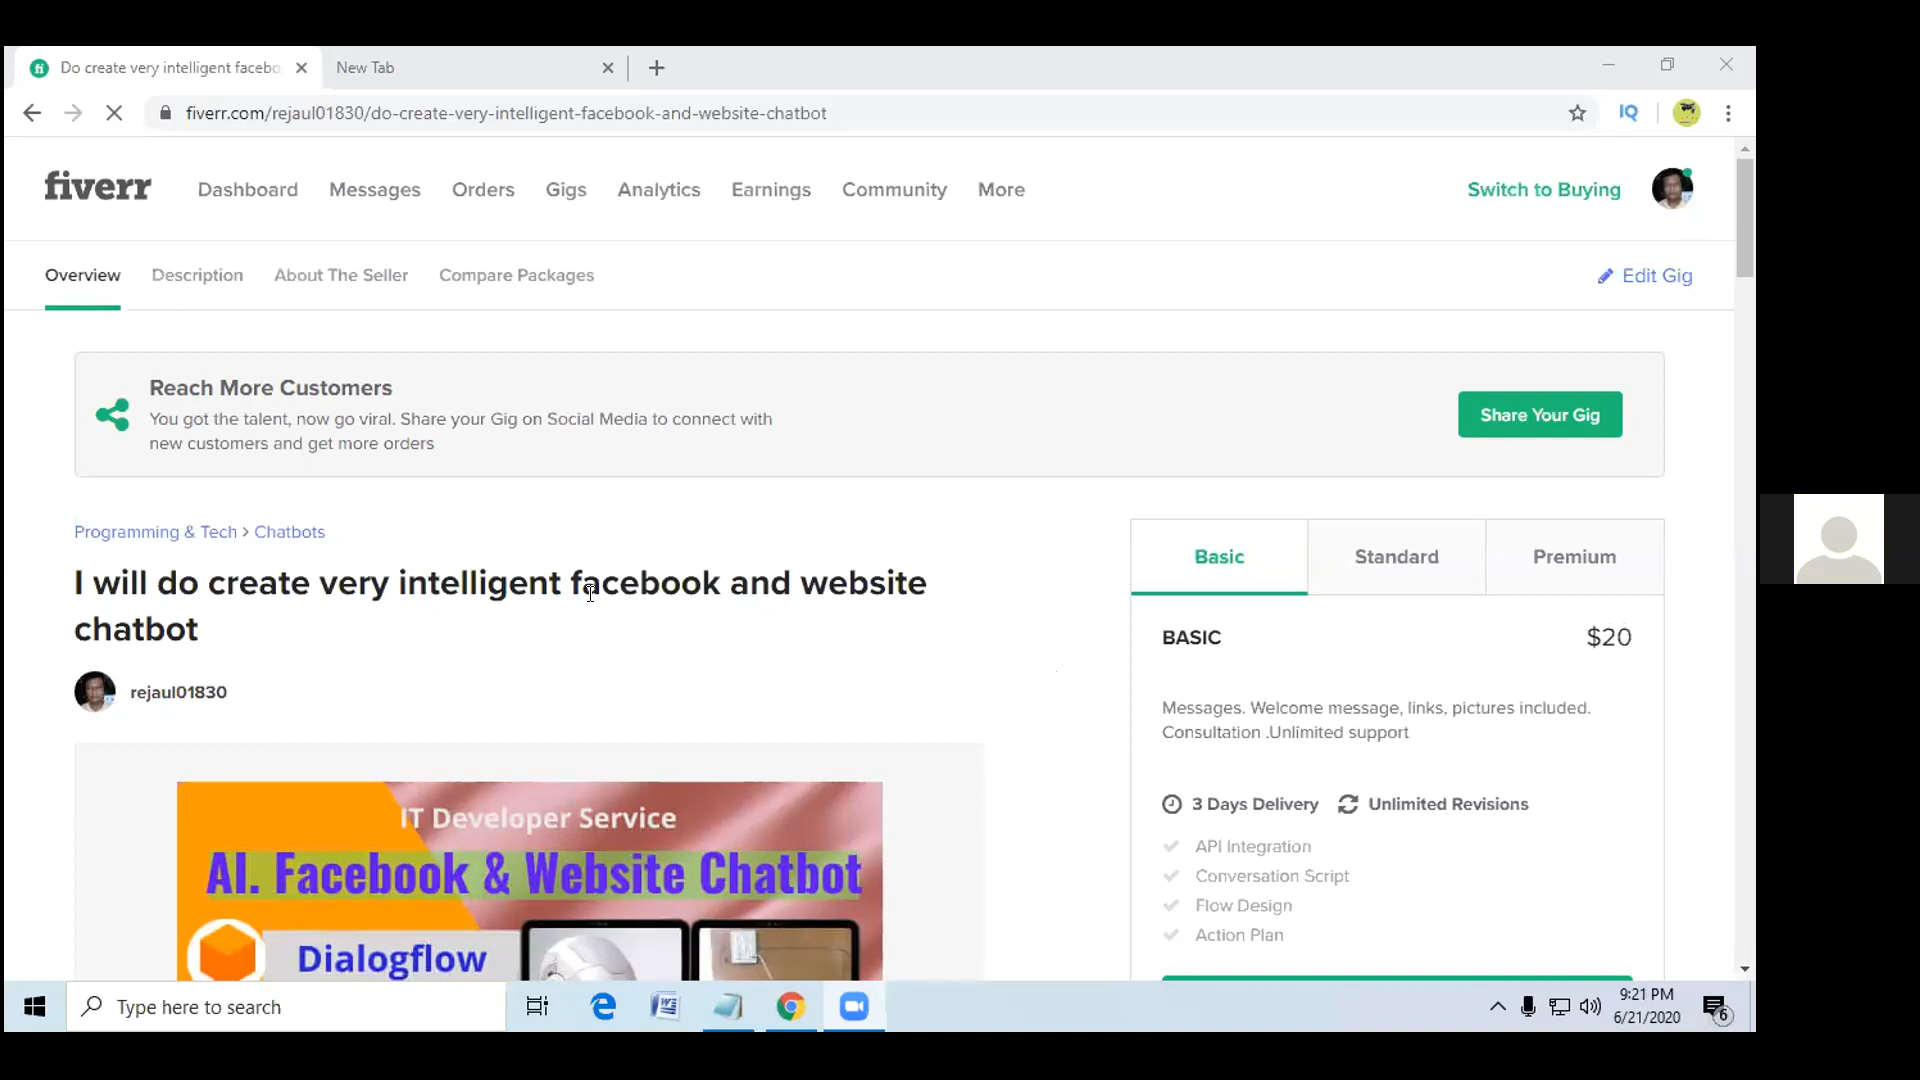 Do create very intelligent facebo
New Tab
fiverr.com/rejaul01830/do-create-very-intelligent-facebook-and-website-chatbot
IQ
fiverr
Dashboard Messages Orders Gigs Analytics Earnings Community More
Switch to Buying
Overview Description About The Seller Compare Packages
Edit Gig
Reach More Customers
You got the talent, now go viral. Share your Gig on Social Media to connect with
new customers and get more orders
Share Your Gig
Programming & Tech > Chatbots
I will do create very intelligent facebook and website
chatbot
rejaul01830
IT Developer Service
AI. Facebook & Website Chatbot
Dialogflow
Basic Standard Premium
BASIC $20
Messages. Welcome message, links, pictures included.
Consultation .Unlimited support
3 Days Delivery Unlimited Revisions
API Integration
Conversation Script
Flow Design
Action Plan
Type here to search
9:21 PM
6/21/2020
6